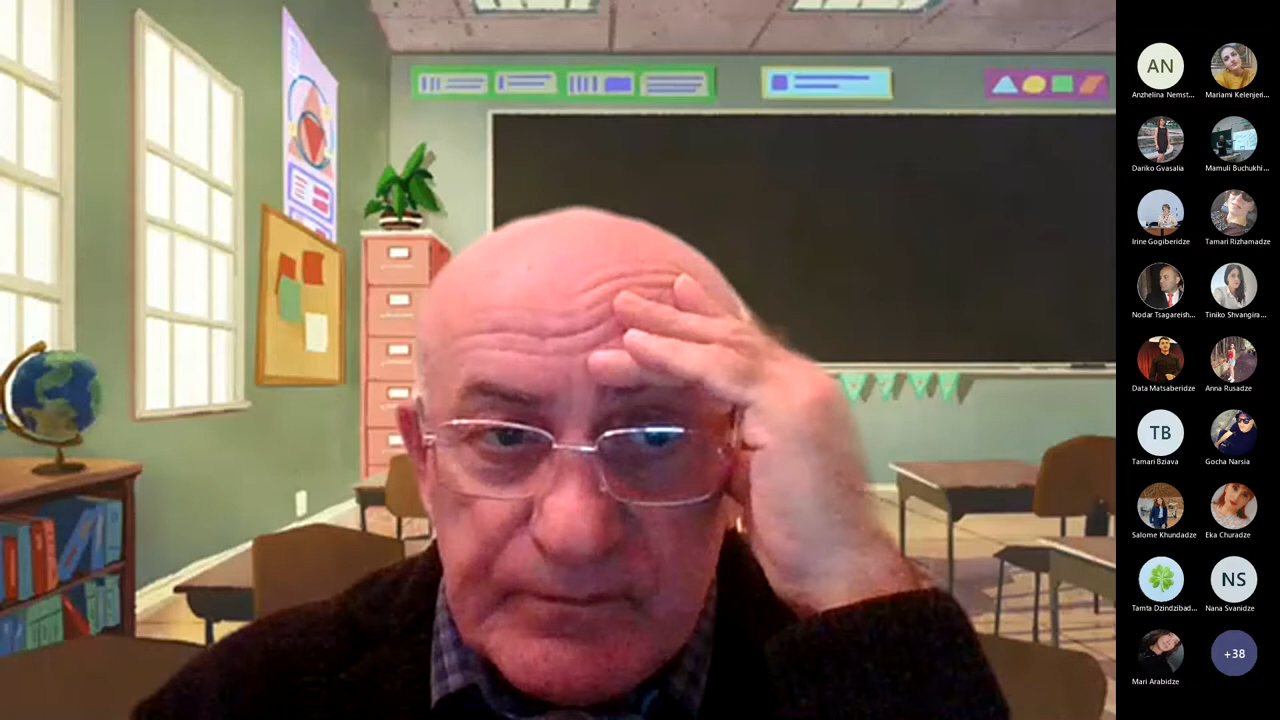 AN
Anzhelina Nemst...
Mariami Kelenjeri...
Dariko Gvasalia
Mamuli Buchukhi...
Irine Gogiberidze
Tamari Rizhamadze
Nodar Tsagareish...
Tiniko Shvangira...
Data Matsaberidze
Anna Rusadze
TB
Tamari Bziava
Gocha Narsia
Salome Khundadze
Eka Churadze
NS
Tamta Dzindzibad...
Nana Svanidze
+38
Mari Arabidze